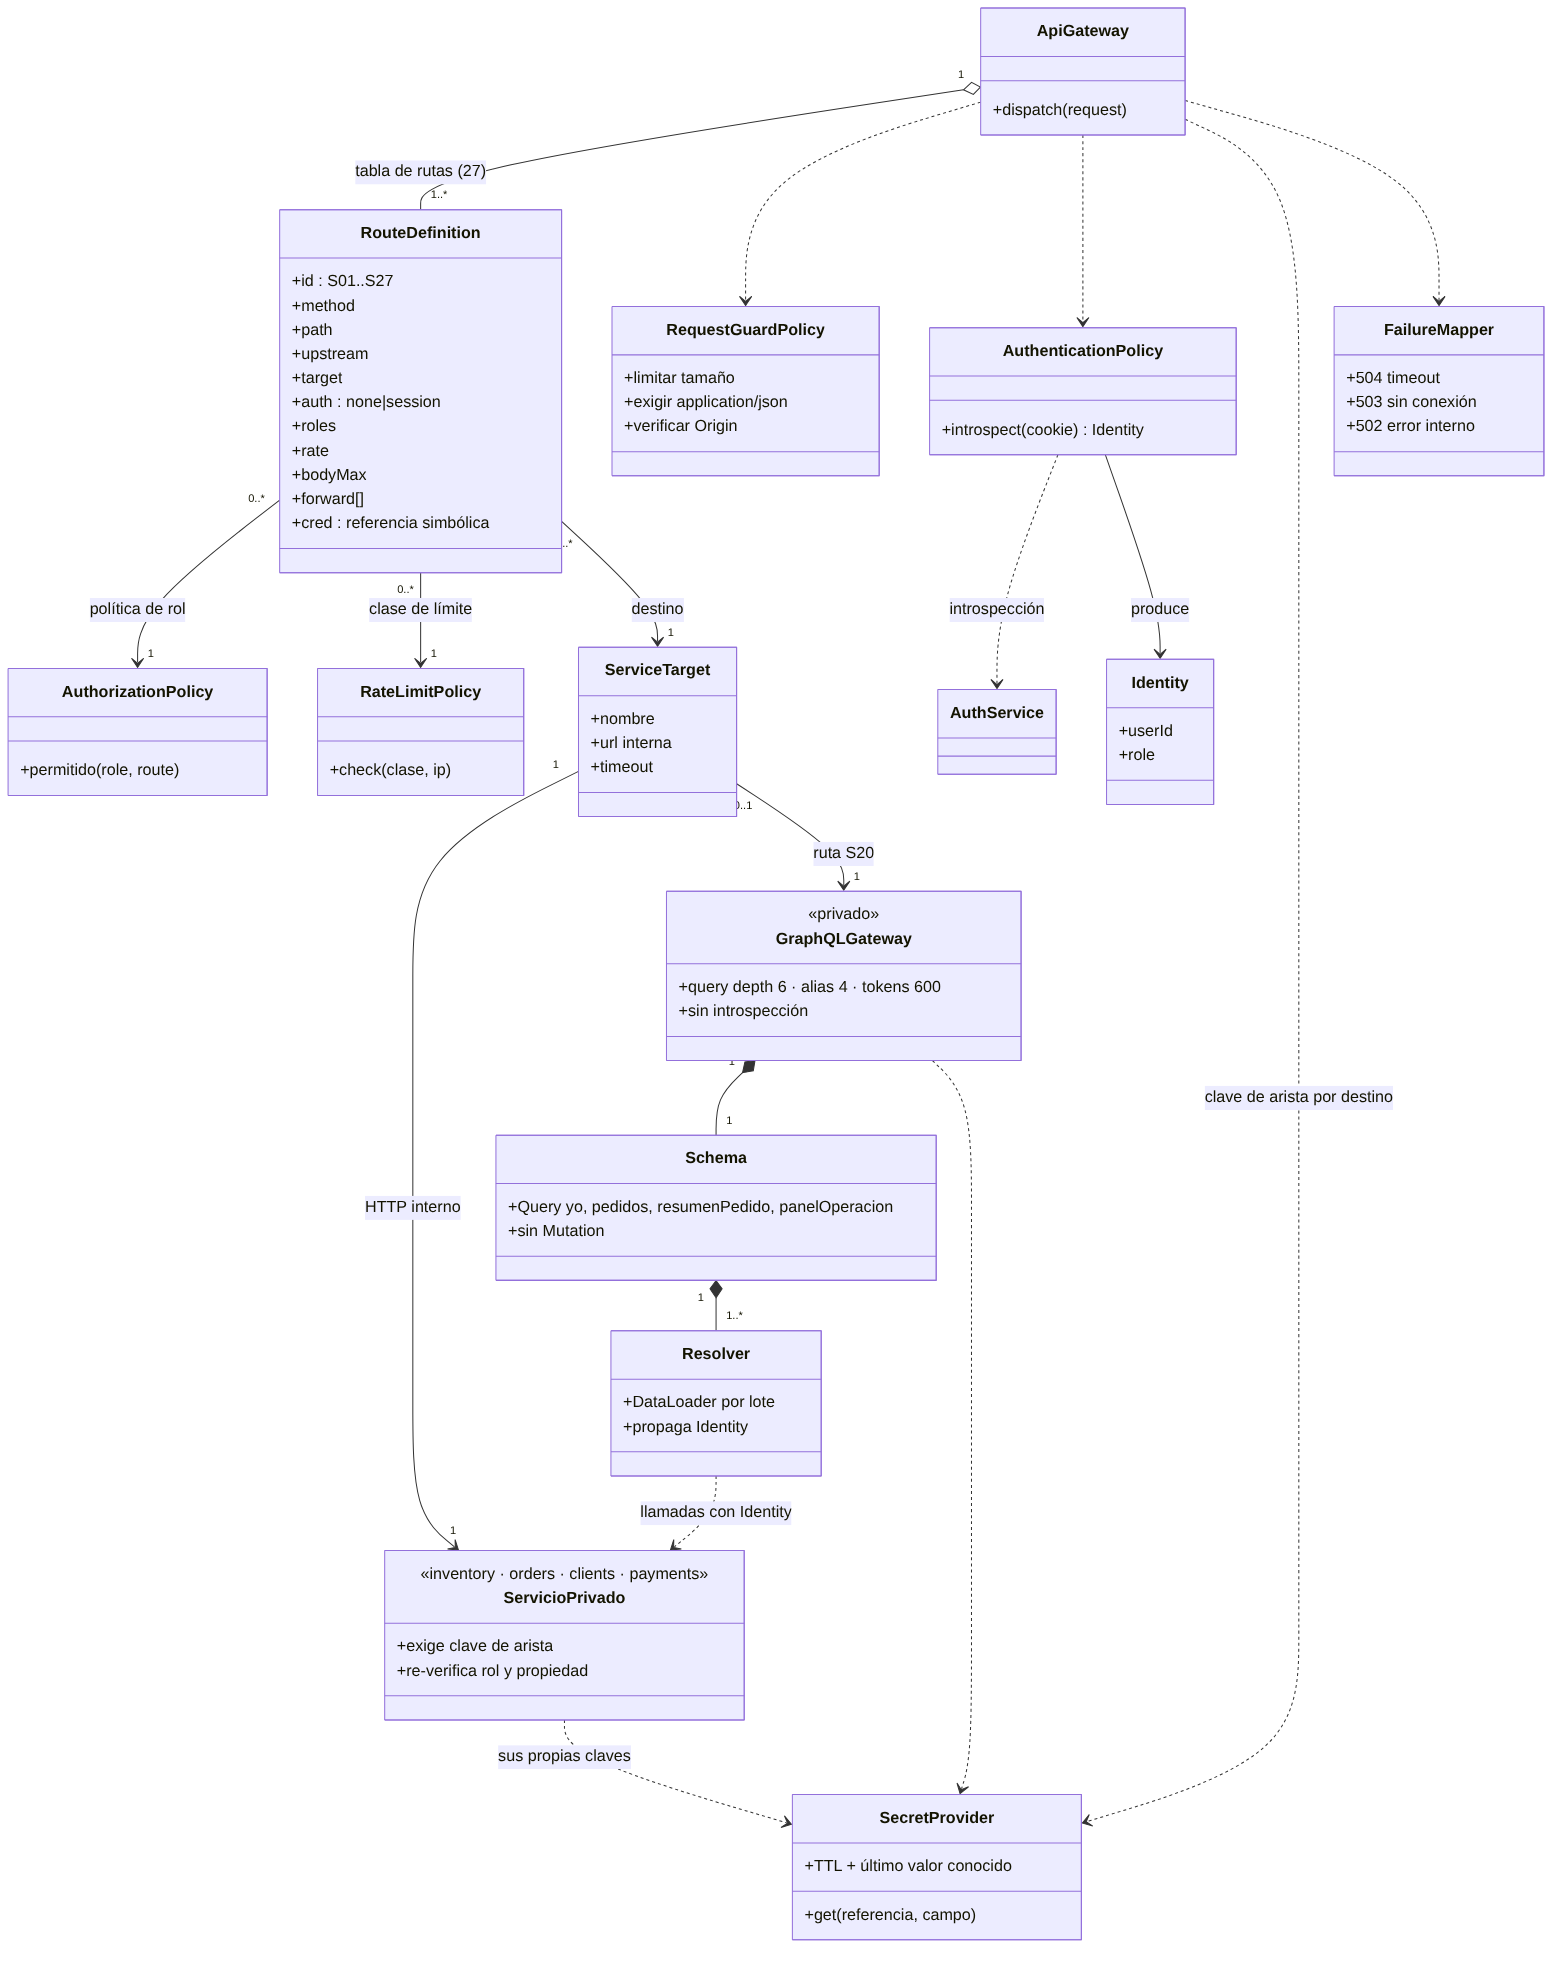 ApiGateway
+dispatch(request)
1
tabla de rutas (27)
1..*
RouteDefinition
+id : S01..S27
+method
+path
+upstream
+target
+auth : none|session
+roles
+rate
+bodyMax
+forward[]
+cred : referencia simbólica
RequestGuardPolicy
+limitar tamaño
+exigir application/json
+verificar Origin
AuthenticationPolicy
+introspect(cookie) : Identity
FailureMapper
+504 timeout
+503 sin conexión
+502 error interno
0..*
política de rol
1
0..*
clase de límite
1
..*
destino
1
introspección
produce
AuthorizationPolicy
+permitido(role, route)
RateLimitPolicy
+check(clase, ip)
ServiceTarget
+nombre
+url interna
+timeout
AuthService
Identity
+userId
+role
1
0..1
ruta S20
1
«privado»
GraphQLGateway
+query depth 6 · alias 4 · tokens 600
+sin introspección
1
1
clave de arista por destino
Schema
+Query yo, pedidos, resumenPedido, panelOperacion
+sin Mutation
HTTP interno
1
1..*
Resolver
+DataLoader por lote
+propaga Identity
llamadas con Identity
1
«inventory · orders · clients · payments»
ServicioPrivado
+exige clave de arista
+re-verifica rol y propiedad
sus propias claves
SecretProvider
+TTL + último valor conocido
+get(referencia, campo)